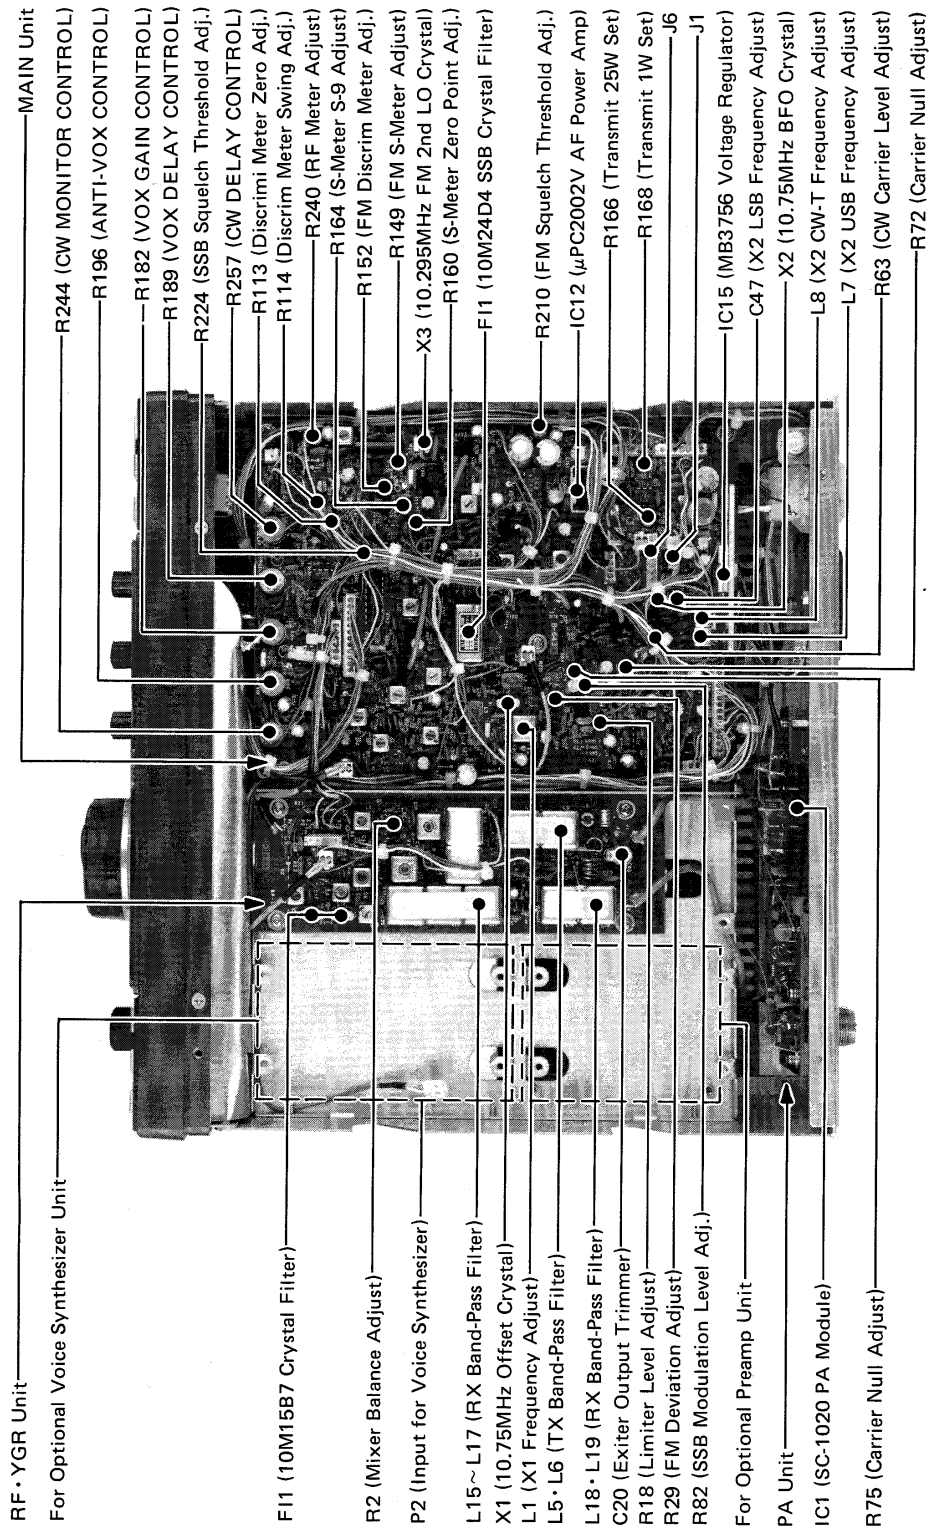 MAIN Unit
R244 (CW MONITOR CONTROL)
R196 (ANTI-VOX CONTROL)
R182 (VOX GAIN CONTROL)
R189 (VOX DELAY CONTROL)
R224 (SSB Squelch Threshold Adj.)
R257 (CW DELAY CONTROL)
R113 (Discrimi Meter Zero Adj.)
R114 (Discrim Meter Swing Adj.)
R240 (RF Meter Adjust)
R164 (S-Meter S-9 Adjust)
R152 (FM Discrim Meter Adj.)
R149 (FM S-Meter Adjust)
X3 (10.295MHz FM 2nd LO Crystal)
R160 (S-Meter Zero Point Adj.)
FI1 (10M24D4 SSB Crystal Filter)
R210 (FM Squelch Threshold Adj.)
IC12 (μPC2002V AF Power Amp)
R166 (Transmit 25W Set)
R168 (Transmit 1W Set)
J6
J1
IC15 (MB3756 Voltage Regulator)
C47 (X2 LSB Frequency Adjust)
X2 (10.75MHz BFO Crystal)
L8 (X2 CW-T Frequency Adjust)
L7 (X2 USB Frequency Adjust)
R63 (CW Carrier Level Adjust)
R72 (Carrier Null Adjust)
RF・YGR Unit
For Optional Voice Synthesizer Unit
FI1 (10M15B7 Crystal Filter)
R2 (Mixer Balance Adjust)
P2 (Input for Voice Synthesizer)
L15~L17 (RX Band-Pass Filter)
X1 (10.75MHz Offset Crystal)
L1 (X1 Frequency Adjust)
L5・L6 (TX Band-Pass Filter)
L18・L19 (RX Band-Pass Filter)
C20 (Exiter Output Trimmer)
R18 (Limiter Level Adjust)
R29 (FM Deviation Adjust)
R82 (SSB Modulation Level Adj.)
For Optional Preamp Unit
PA Unit
IC1 (SC-1020 PA Module)
R75 (Carrier Null Adjust)